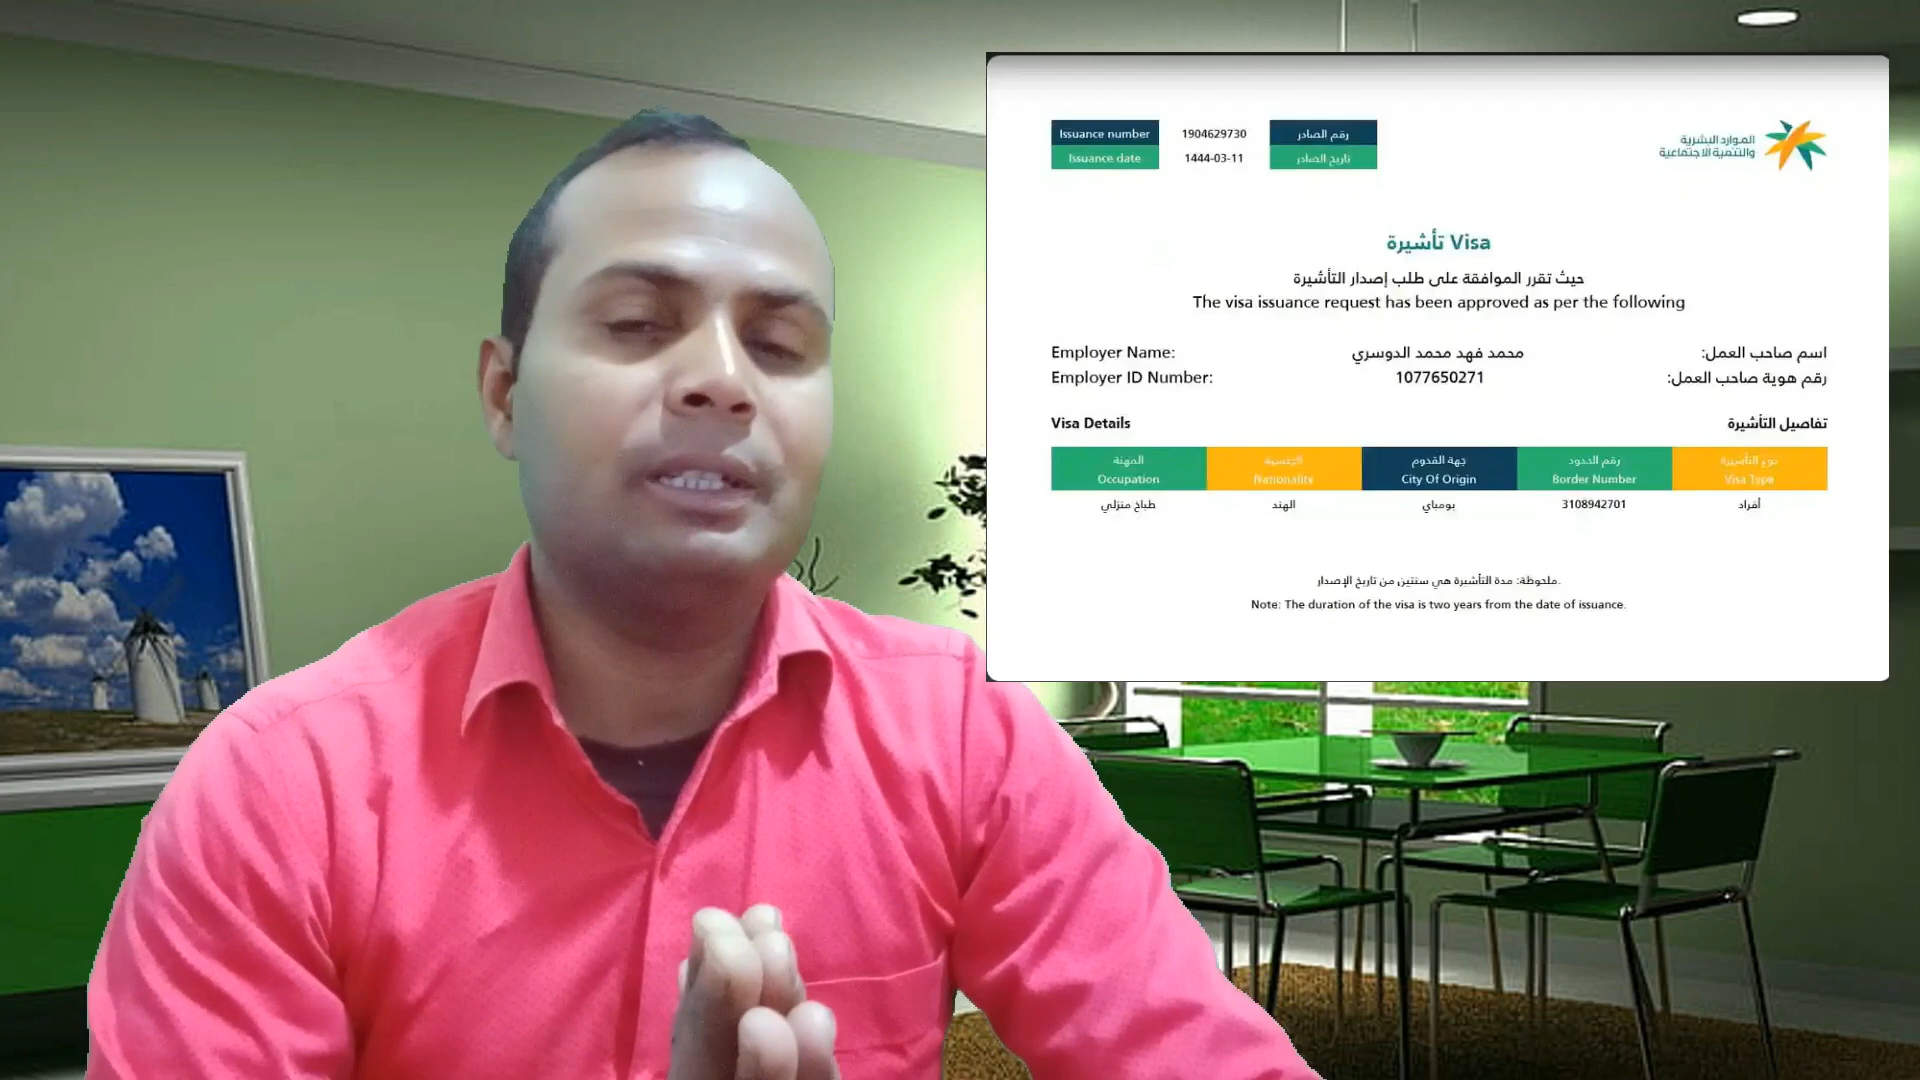 Issuance number 1904629730 رقم الصادر
Issuance date 1444-03-11 تاريخ الصادر
الموارد البشرية
والتنمية الاجتماعية
تأشيرة Visa
حيث تقرر الموافقة على طلب إصدار التأشيرة
The visa issuance request has been approved as per the following
Employer Name: محمد فهد محمد الدوسري اسم صاحب العمل:
Employer ID Number: 1077650271 رقم هوية صاحب العمل:
Visa Details تفاصيل التأشيرة
المهنة الجنسية جهة القدوم رقم الحدود نوع التأشيرة
Occupation Nationality City Of Origin Border Number Visa Type
طباخ منزلي الهند بومباي 3108942701 أفراد
ملحوظة: مدة التأشيرة هي سنتين من تاريخ الإصدار.
Note: The duration of the visa is two years from the date of issuance.